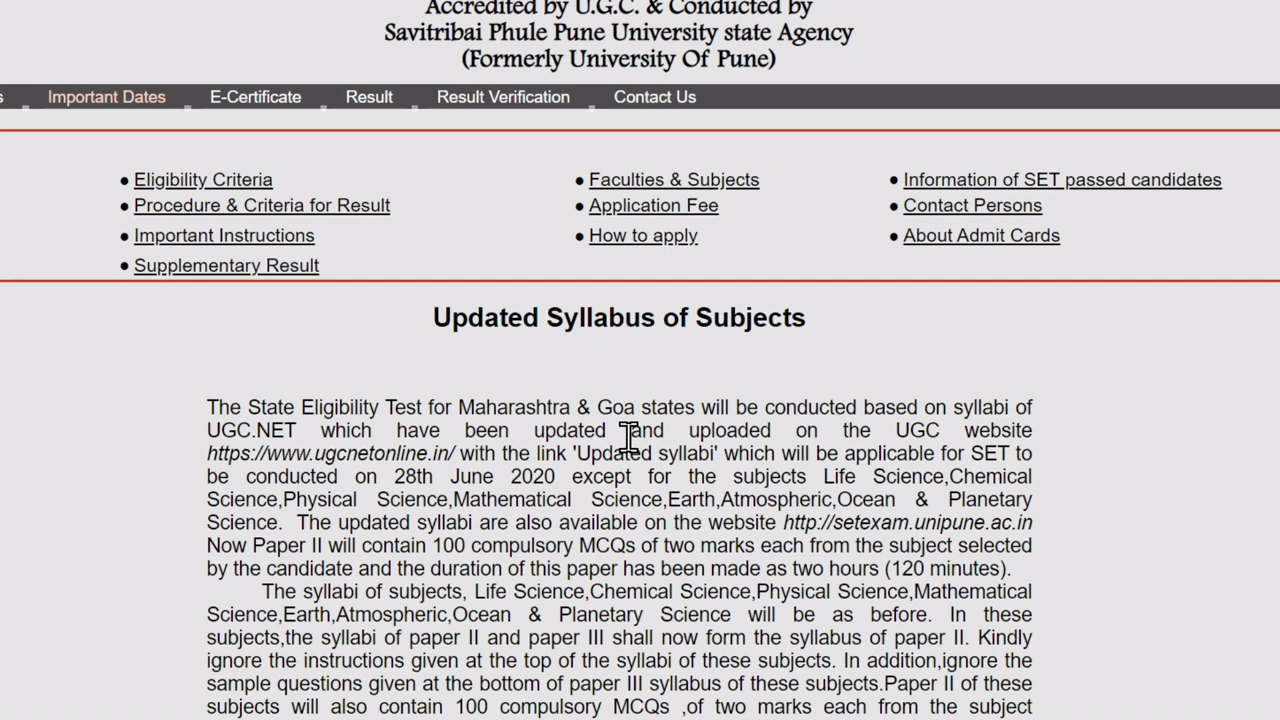 Accredited by U.G.C. & Conducted by
Savitribai Phule Pune University state Agency
(Formerly University Of Pune)
s Important Dates E-Certificate Result Result Verification Contact Us
● Eligibility Criteria ● Faculties & Subjects ● Information of SET passed candidates
● Procedure & Criteria for Result ● Application Fee ● Contact Persons
● Important Instructions ● How to apply ● About Admit Cards
● Supplementary Result
Updated Syllabus of Subjects
The State Eligibility Test for Maharashtra & Goa states will be conducted based on syllabi of
UGC.NET which have been updated and uploaded on the UGC website
https://www.ugcnetonline.in/ with the link 'Updated syllabi' which will be applicable for SET to
be conducted on 28th June 2020 except for the subjects Life Science,Chemical
Science,Physical Science,Mathematical Science,Earth,Atmospheric,Ocean & Planetary
Science. The updated syllabi are also available on the website http://setexam.unipune.ac.in
Now Paper II will contain 100 compulsory MCQs of two marks each from the subject selected
by the candidate and the duration of this paper has been made as two hours (120 minutes).
The syllabi of subjects, Life Science,Chemical Science,Physical Science,Mathematical
Science,Earth,Atmospheric,Ocean & Planetary Science will be as before. In these
subjects,the syllabi of paper II and paper III shall now form the syllabus of paper II. Kindly
ignore the instructions given at the top of the syllabi of these subjects. In addition,ignore the
sample questions given at the bottom of paper III syllabus of these subjects.Paper II of these
subjects will also contain 100 compulsory MCQs ,of two marks each from the subject